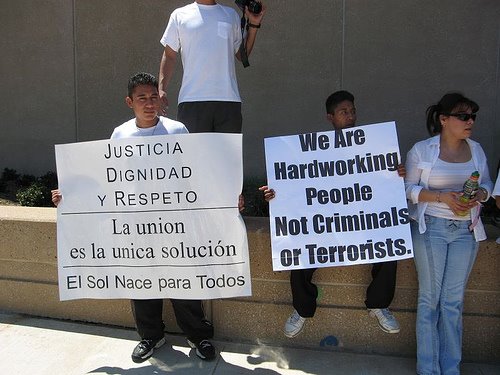 JUSTICIA
DIGNIDAD
Y RESPETO
La union
es la unica solución
El Sol Nace para Todos
We Are
Hardworking
People
Not Criminals
or Terrorists.